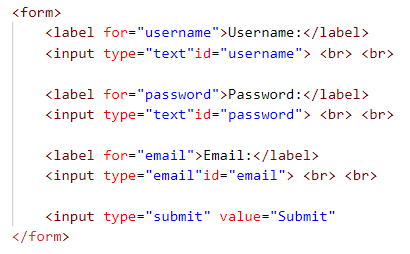 <form>
<label for="username">Username:</label>
<input type="text"id="username"> <br> <br>
<label for="password">Password:</label>
<input type="text"id="password"> <br> <br>
<label for="email">Email:</label>
<input type="email"id="email"> <br> <br>
<input type="submit" value="Submit"
</form>